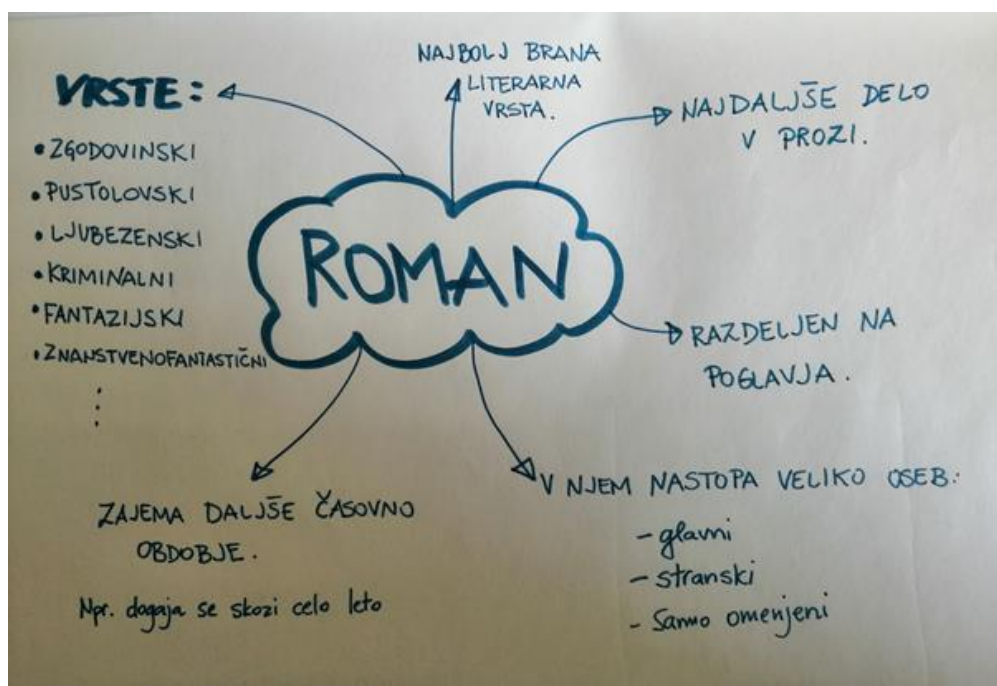 VRSTE:
• ZGODOVINSKI
• PUSTOLOVSKI
• LJUBEZENSKI
• KRIMINALNI
• FANTAZIJSKI
• ZNANSTVENOFANTASTIČNI
NAJBOLJ BRANA
LITERARNA
VRSTA.
NAJDALJŠE DELO
V PROZI.
ROMAN
RAZDELJEN NA
POGLAVJA.
ZAJEMA DALJŠE ČASOVNO
OBDOBJE.
Npr. dogaja se skozi celo leto
V NJEM NASTOPA VELIKO OSEB:
- glavni
- stranski
- Samo omenjeni